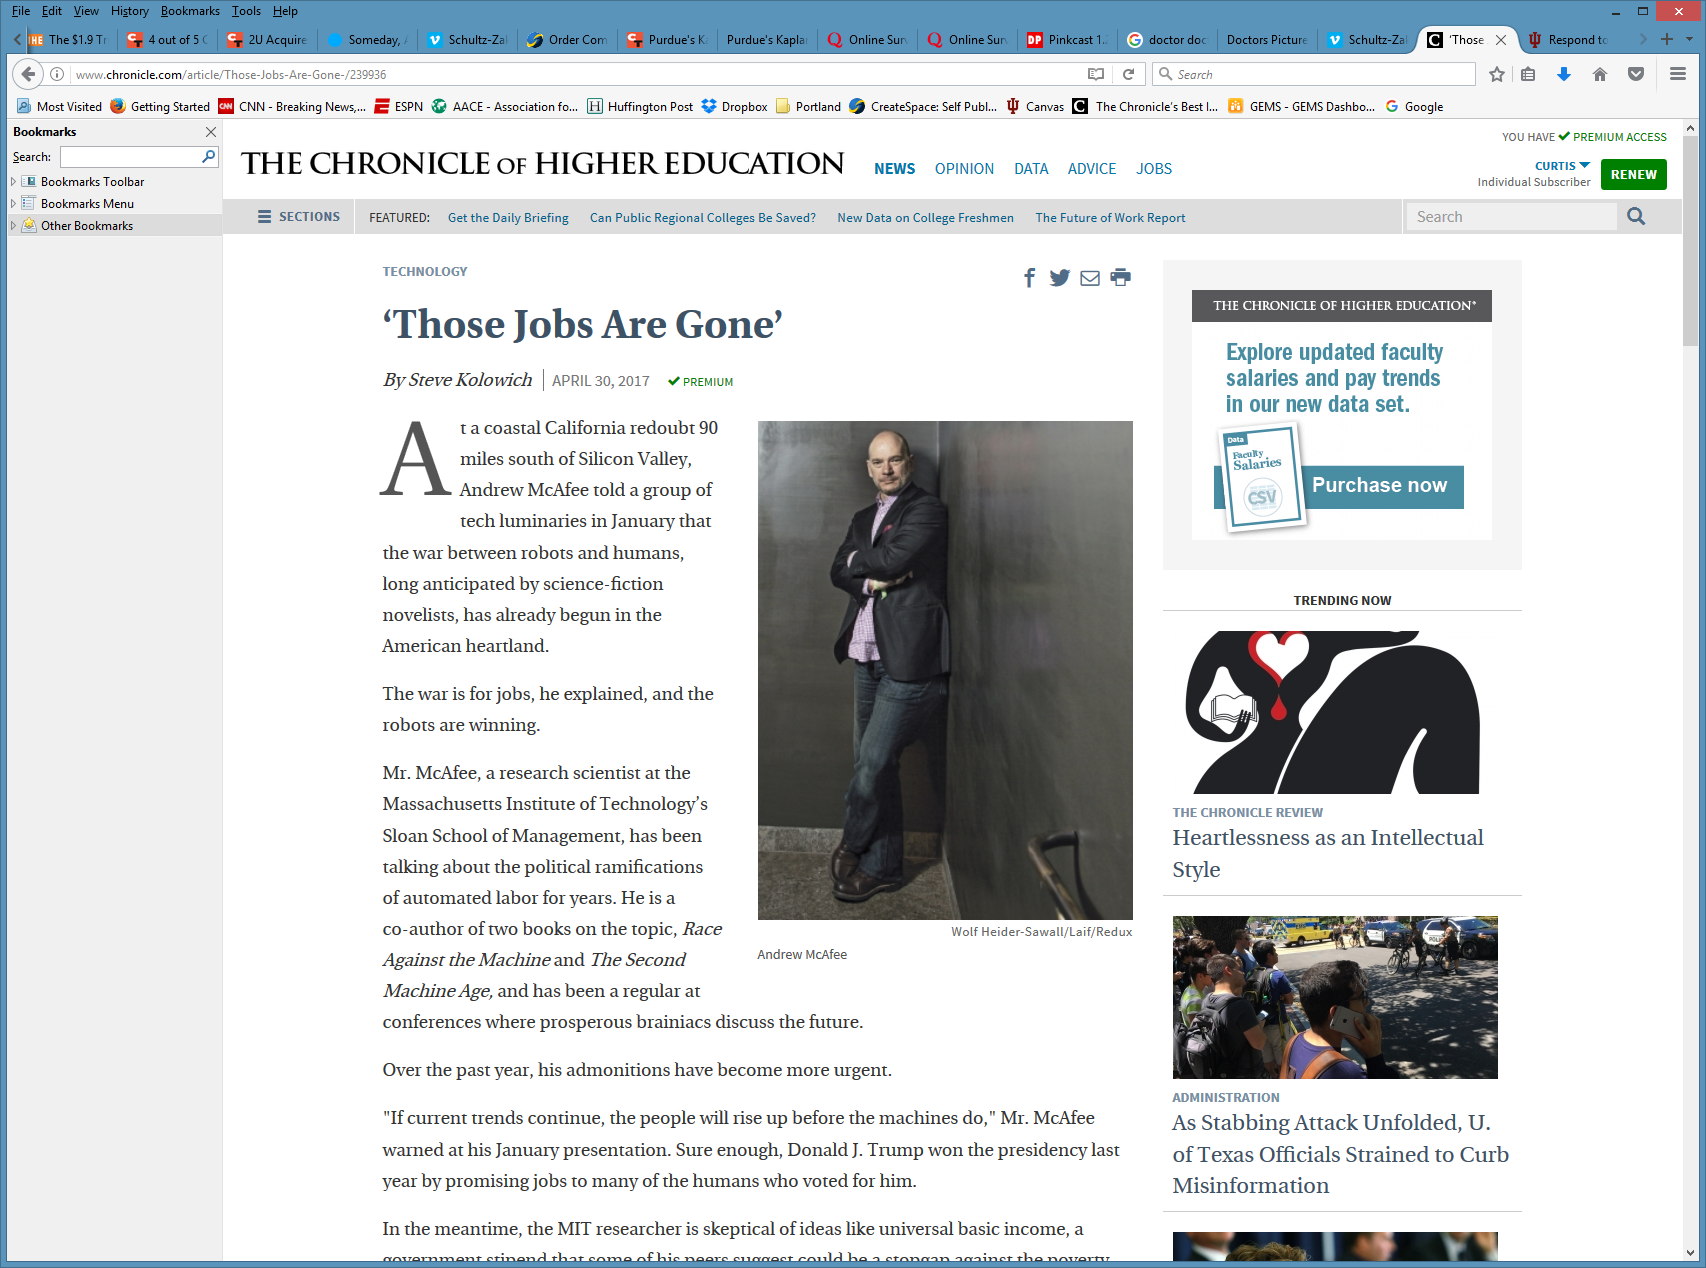 File Edit View History Bookmarks Tools Help
The $1.9 Tr
4 out of 5 C
2U Acquire
Someday, A
Schultz-Zal
Order Com
Purdue's Ka
Purdue's Kaplan
Online Surv
Online Surv
Pinkcast 1.
doctor doc
Doctors Picture
Schultz-Zal
'Those
Respond to
www.chronicle.com/article/Those-Jobs-Are-Gone-/239936
Search
Most Visited
Getting Started
CNN - Breaking News,...
ESPN
AACE - Association fo...
Huffington Post
Dropbox
Portland
CreateSpace: Self Publ...
Canvas
The Chronicle's Best I...
GEMS - GEMS Dashbo...
Google
Bookmarks
Search:
Bookmarks Toolbar
Bookmarks Menu
Other Bookmarks
YOU HAVE PREMIUM ACCESS
THE CHRONICLE OF HIGHER EDUCATION
NEWS OPINION DATA ADVICE JOBS
CURTIS
Individual Subscriber
RENEW
SECTIONS
FEATURED: Get the Daily Briefing Can Public Regional Colleges Be Saved? New Data on College Freshmen The Future of Work Report
Search
TECHNOLOGY
‘Those Jobs Are Gone’
By Steve Kolowich APRIL 30, 2017 PREMIUM
At a coastal California redoubt 90
miles south of Silicon Valley,
Andrew McAfee told a group of
tech luminaries in January that
the war between robots and humans,
long anticipated by science-fiction
novelists, has already begun in the
American heartland.
The war is for jobs, he explained, and the
robots are winning.
Mr. McAfee, a research scientist at the
Massachusetts Institute of Technology’s
Sloan School of Management, has been
talking about the political ramifications
of automated labor for years. He is a
co-author of two books on the topic, Race
Against the Machine and The Second
Machine Age, and has been a regular at
conferences where prosperous brainiacs discuss the future.
Wolf Heider-Sawall/Laif/Redux
Andrew McAfee
Over the past year, his admonitions have become more urgent.
"If current trends continue, the people will rise up before the machines do," Mr. McAfee
warned at his January presentation. Sure enough, Donald J. Trump won the presidency last
year by promising jobs to many of the humans who voted for him.
In the meantime, the MIT researcher is skeptical of ideas like universal basic income, a
government stipend that some of his peers suggest could be a stopgap against the poverty
THE CHRONICLE OF HIGHER EDUCATION
Explore updated faculty
salaries and pay trends
in our new data set.
Data
Faculty
Salaries
CSV
Purchase now
TRENDING NOW
THE CHRONICLE REVIEW
Heartlessness as an Intellectual
Style
ADMINISTRATION
As Stabbing Attack Unfolded, U.
of Texas Officials Strained to Curb
Misinformation